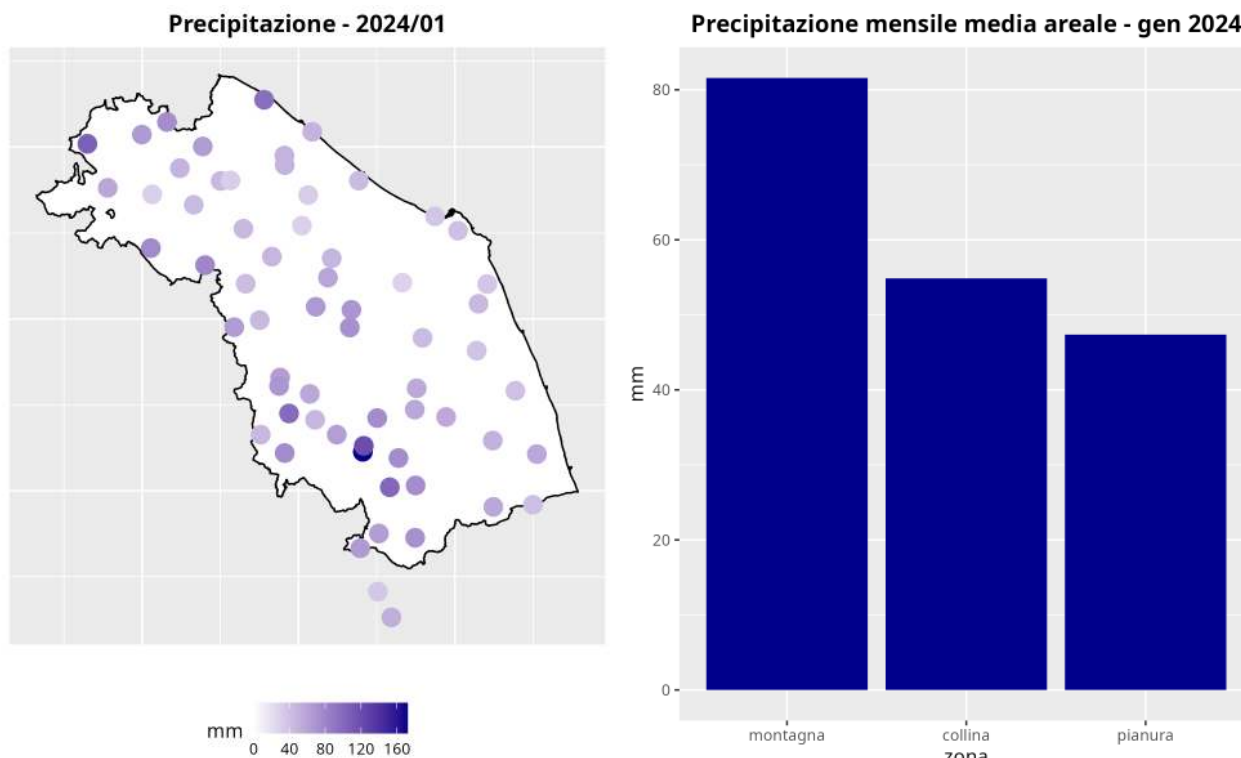 Precipitazione - 2024/01
mm
0 40 80 120 160
Precipitazione mensile media areale - gen 2024
mm
80
60
40
20
0
montagna collina pianura
zona